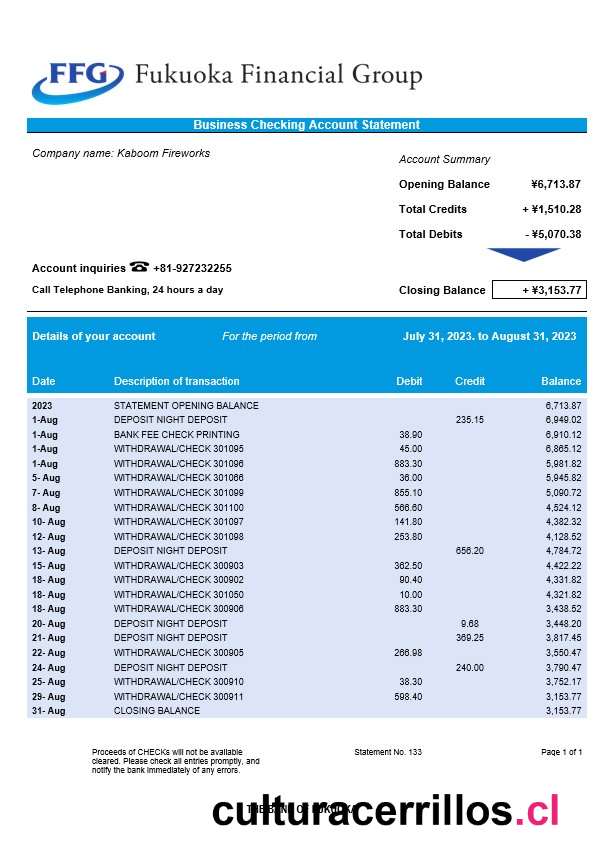 FFG Fukuoka Financial Group
Business Checking Account Statement
Company name: Kaboom Fireworks
Account Summary
Opening Balance ¥6,713.87
Total Credits + ¥1,510.28
Total Debits - ¥5,070.38
Account inquiries ☎ +81-927232255
Call Telephone Banking, 24 hours a day
Closing Balance + ¥3,153.77
Details of your account For the period from July 31, 2023. to August 31, 2023
Date Description of transaction Debit Credit Balance
2023 STATEMENT OPENING BALANCE 6,713.87
1-Aug DEPOSIT NIGHT DEPOSIT 235.15 6,949.02
1-Aug BANK FEE CHECK PRINTING 38.90 6,910.12
1-Aug WITHDRAWAL/CHECK 301095 45.00 6,865.12
1-Aug WITHDRAWAL/CHECK 301096 883.30 5,981.82
5- Aug WITHDRAWAL/CHECK 301066 36.00 5,945.82
7- Aug WITHDRAWAL/CHECK 301099 855.10 5,090.72
8- Aug WITHDRAWAL/CHECK 301100 566.60 4,524.12
10- Aug WITHDRAWAL/CHECK 301097 141.80 4,382.32
12- Aug WITHDRAWAL/CHECK 301098 253.80 4,128.52
13- Aug DEPOSIT NIGHT DEPOSIT 656.20 4,784.72
15- Aug WITHDRAWAL/CHECK 300903 362.50 4,422.22
18- Aug WITHDRAWAL/CHECK 300902 90.40 4,331.82
18- Aug WITHDRAWAL/CHECK 301050 10.00 4,321.82
18- Aug WITHDRAWAL/CHECK 300906 883.30 3,438.52
20- Aug DEPOSIT NIGHT DEPOSIT 9.68 3,448.20
21- Aug DEPOSIT NIGHT DEPOSIT 369.25 3,817.45
22- Aug WITHDRAWAL/CHECK 300905 266.98 3,550.47
24- Aug DEPOSIT NIGHT DEPOSIT 240.00 3,790.47
25- Aug WITHDRAWAL/CHECK 300910 38.30 3,752.17
29- Aug WITHDRAWAL/CHECK 300911 598.40 3,153.77
31- Aug CLOSING BALANCE 3,153.77
Proceeds of CHECKs will not be available
cleared. Please check all entries promptly, and
notify the bank immediately of any errors.
Statement No. 133
Page 1 of 1
THE BANK OF FUKUOKA
culturacerrillos.cl